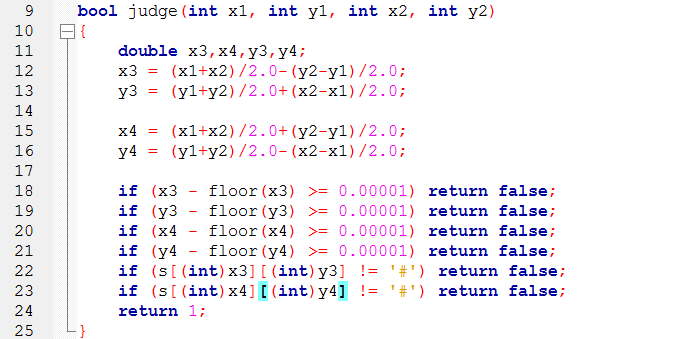 9 bool judge(int x1, int y1, int x2, int y2)
10 {
11 double x3,x4,y3,y4;
12 x3 = (x1+x2)/2.0-(y2-y1)/2.0;
13 y3 = (y1+y2)/2.0+(x2-x1)/2.0;
14
15 x4 = (x1+x2)/2.0+(y2-y1)/2.0;
16 y4 = (y1+y2)/2.0-(x2-x1)/2.0;
17
18 if (x3 - floor(x3) >= 0.00001) return false;
19 if (y3 - floor(y3) >= 0.00001) return false;
20 if (x4 - floor(x4) >= 0.00001) return false;
21 if (y4 - floor(y4) >= 0.00001) return false;
22 if (s[(int)x3][(int)y3] != '#') return false;
23 if (s[(int)x4][(int)y4] != '#') return false;
24 return 1;
25 }